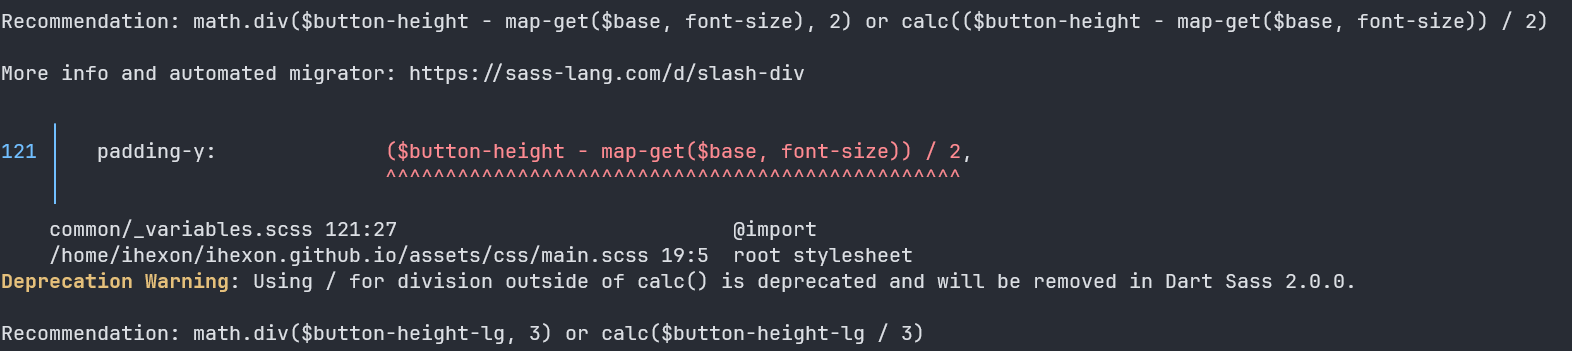 Recommendation: math.div($button-height - map-get($base, font-size), 2) or calc(($button-height - map-get($base, font-size)) / 2)
More info and automated migrator: https://sass-lang.com/d/slash-div
121 │ padding-y: ($button-height - map-get($base, font-size)) / 2,
^^^^^^^^^^^^^^^^^^^^^^^^^^^^^^^^^^^^^^^^^^^^^^^^
common/_variables.scss 121:27 @import
/home/ihexon/ihexon.github.io/assets/css/main.scss 19:5 root stylesheet
Deprecation Warning: Using / for division outside of calc() is deprecated and will be removed in Dart Sass 2.0.0.
Recommendation: math.div($button-height-lg, 3) or calc($button-height-lg / 3)